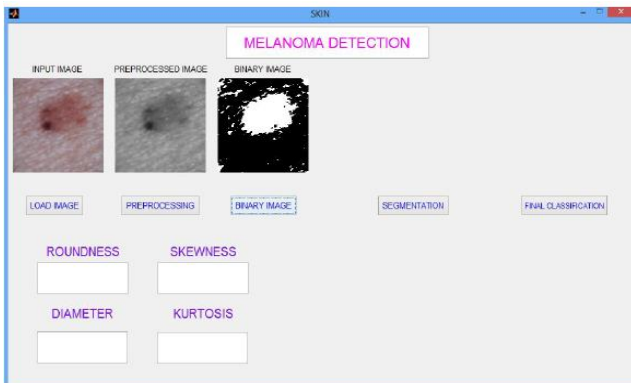 SKIN
MELANOMA DETECTION
INPUT IMAGE PREPROCESSED IMAGE BINARY IMAGE
LOAD IMAGE PREPROCESSING BINARY IMAGE SEGMENTATION FINAL CLASSIFICATION
ROUNDNESS SKEWNESS
DIAMETER KURTOSIS